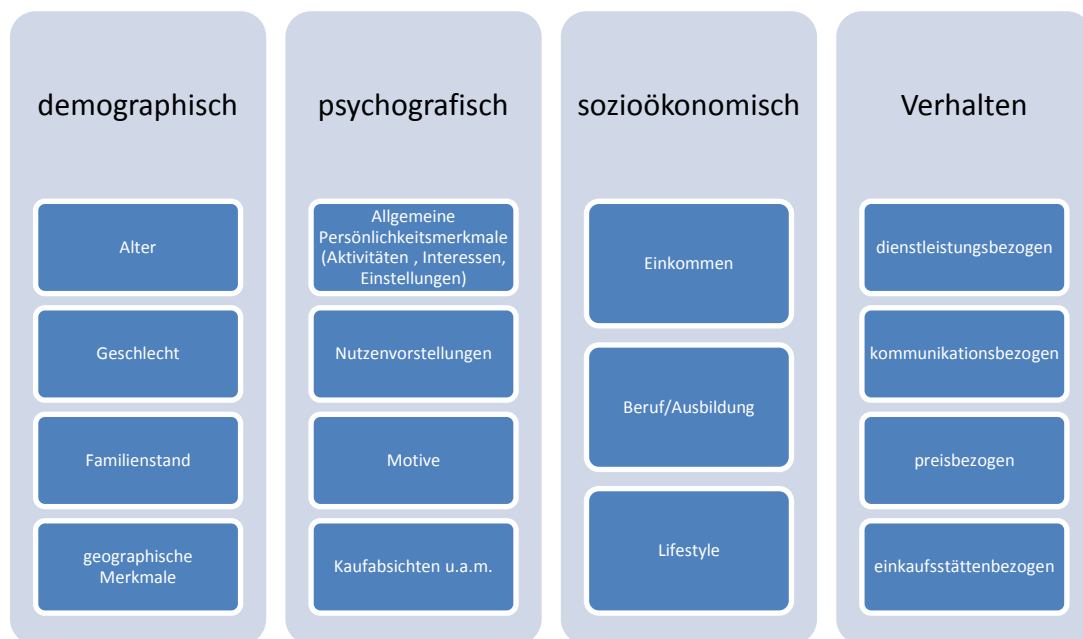 demographisch
Alter
Geschlecht
Familienstand
geographische
Merkmale
psychografisch
Allgemeine
Persönlichkeitsmerkmale
(Aktivitäten , Interessen,
Einstellungen)
Nutzenvorstellungen
Motive
Kaufabsichten u.a.m.
sozioökonomisch
Einkommen
Beruf/Ausbildung
Lifestyle
Verhalten
dienstleistungsbezogen
kommunikationsbezogen
preisbezogen
einkaufsstättenbezogen